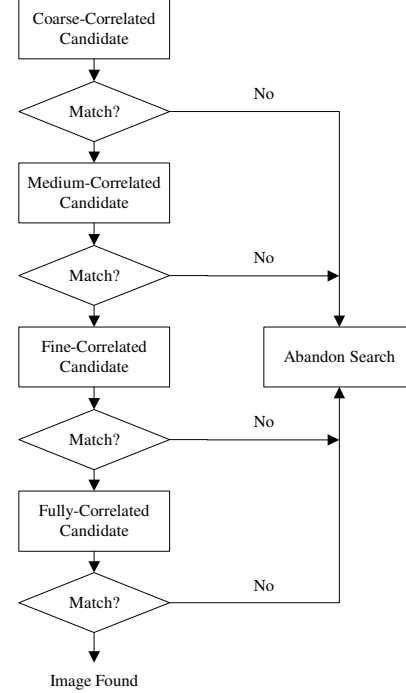 Coarse-Correlated
Candidate
No
Match?
Medium-Correlated
Candidate
No
Match?
Fine-Correlated
Candidate
Abandon Search
No
Match?
Fully-Correlated
Candidate
No
Match?
Image Found